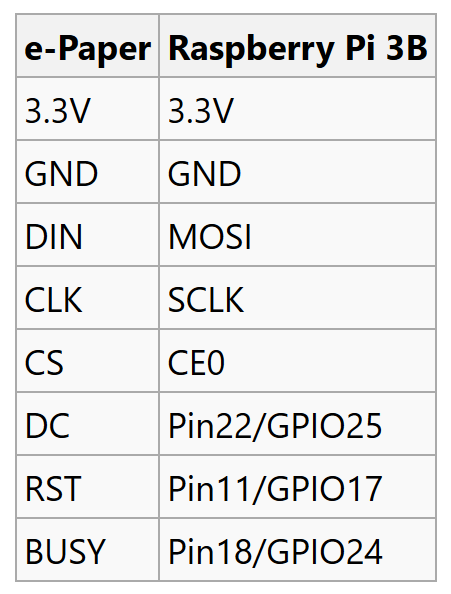 e-Paper Raspberry Pi 3B
3.3V 3.3V
GND GND
DIN MOSI
CLK SCLK
CS CE0
DC Pin22/GPIO25
RST Pin11/GPIO17
BUSY Pin18/GPIO24